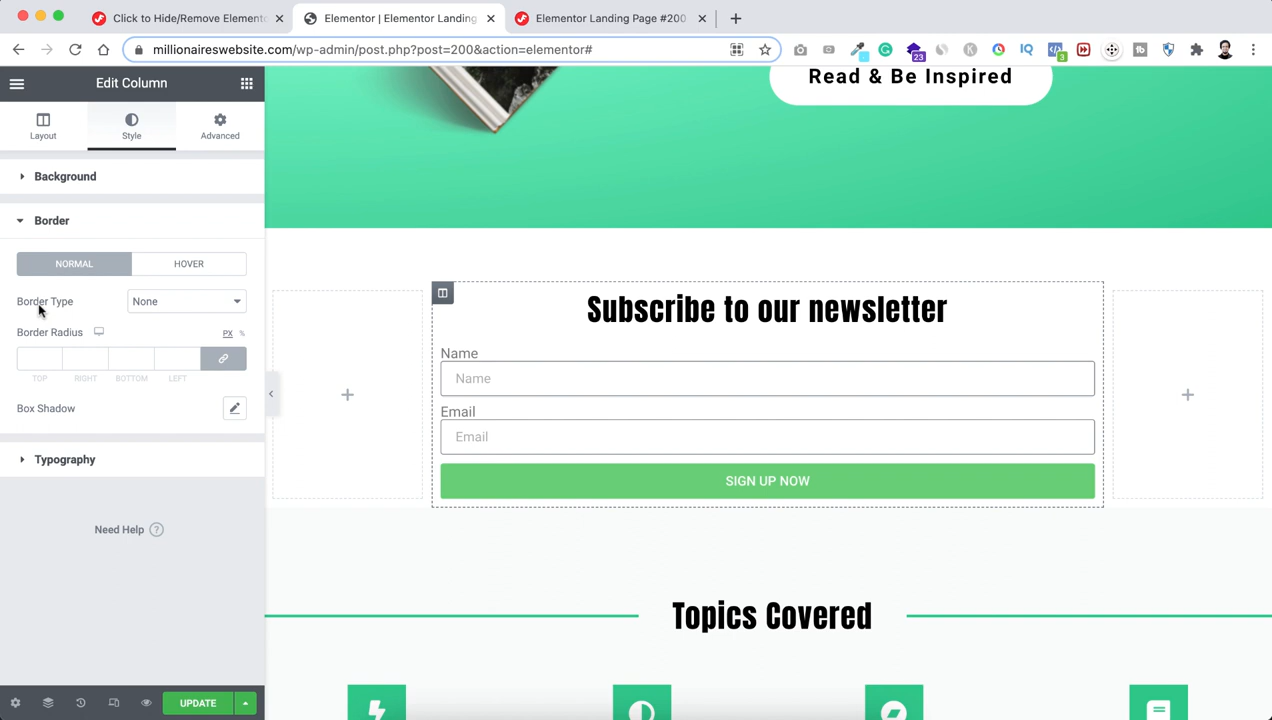 Click to Hide/Remove Elemento
Elementor | Elementor Landing
Elementor Landing Page #200
millionaireswebsite.com/wp-admin/post.php?post=200&action=elementor#
23
IQ
3
Edit Column
Layout
Style
Advanced
Background
Border
NORMAL
HOVER
Border Type
None
Border Radius
PX
%
TOP
RIGHT
BOTTOM
LEFT
Box Shadow
Typography
Need Help
?
UPDATE
Read & Be Inspired
Subscribe to our newsletter
Name
Name
Email
Email
SIGN UP NOW
Topics Covered